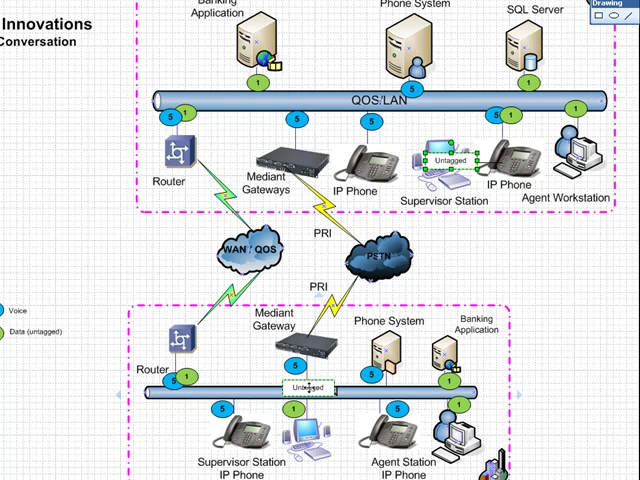 Innovations
Conversation
Banking
Application
Phone System
SQL Server
Drawing
1
5
1
QOS/LAN
5
1
5
5
5
1
1
Untagged
Router
Mediant
Gateways
IP Phone
Supervisor Station
IP Phone
Agent Workstation
PRI
WAN / QOS
PSTN
PRI
Voice
Data (untagged)
Mediant
Gateway
Phone System
Banking
Application
Router
5
1
5
5
1
5
1
5
1
Supervisor Station
IP Phone
Agent Station
IP Phone